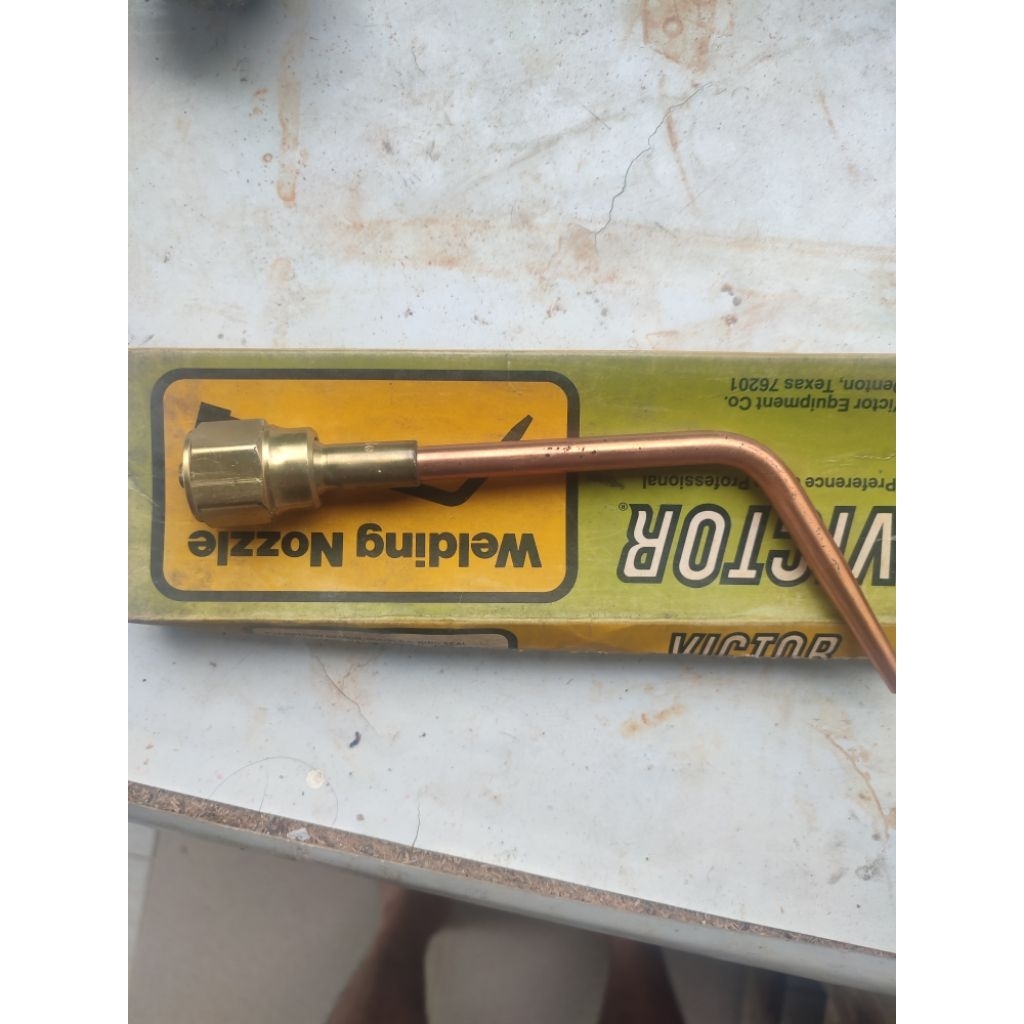 VICTOR
VICTOR®
Welding Nozzle
Preference Professional
Victor Equipment Co.
Denton, Texas 76201